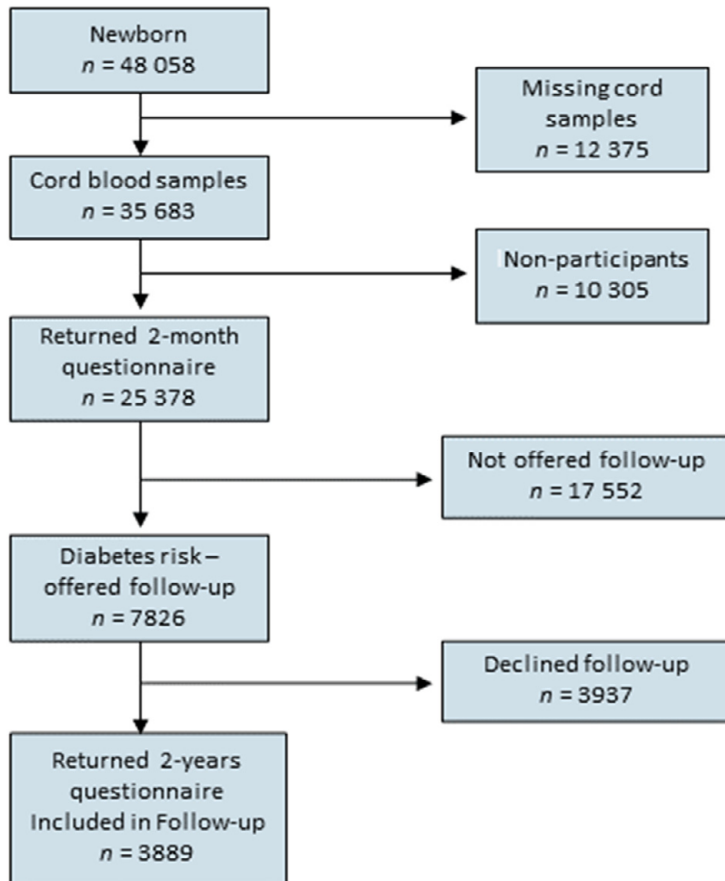 Newborn
n = 48 058
Missing cord
samples
n = 12 375
Cord blood samples
n = 35 683
Non-participants
n = 10 305
Returned 2-month
questionnaire
n = 25 378
Not offered follow-up
n = 17 552
Diabetes risk –
offered follow-up
n = 7826
Declined follow-up
n = 3937
Returned 2-years
questionnaire
Included in Follow-up
n = 3889